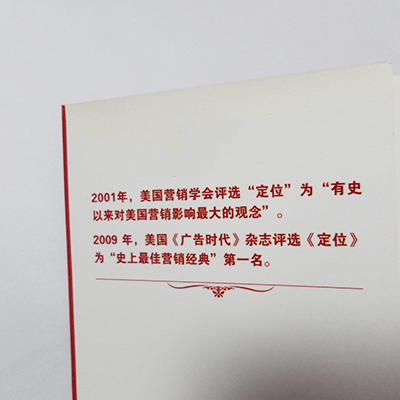 2001年，美国营销学会评选“定位”为“有史
以来对美国营销影响最大的观念”。
2009 年，美国《广告时代》杂志评选《定位》
为“史上最佳营销经典”第一名。